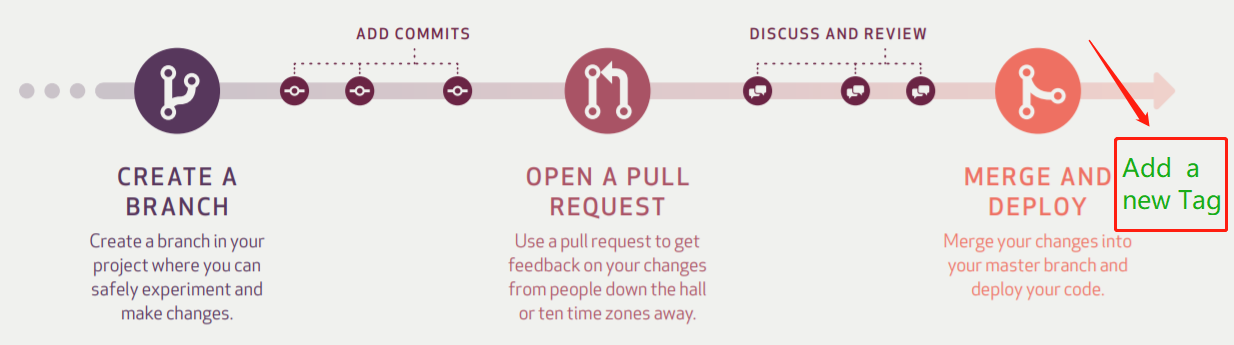 ADD COMMITS
DISCUSS AND REVIEW
CREATE A
BRANCH
Create a branch in your
project where you can
safely experiment and
make changes.
OPEN A PULL
REQUEST
Use a pull request to get
feedback on your changes
from people down the hall
or ten time zones away.
MERGE AND
DEPLOY
Merge your changes into
your master branch and
deploy your code.
Add a
new Tag